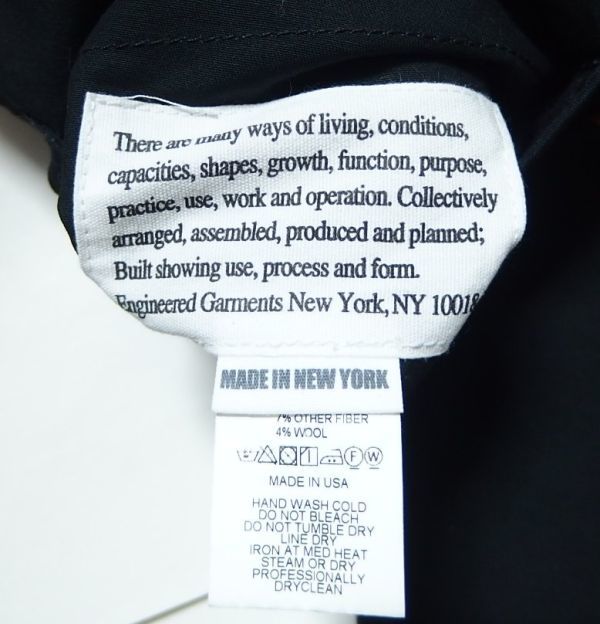 There are many ways of living, conditions,
capacities, shapes, growth, function, purpose,
practice, use, work and operation. Collectively
arranged, assembled, produced and planned;
Built showing use, process and form.
Engineered Garments New York, NY 10018
MADE IN NEW YORK
7% OTHER FIBER
4% WOOL
F W
MADE IN USA
HAND WASH COLD
DO NOT BLEACH
DO NOT TUMBLE DRY
LINE DRY
IRON AT MED HEAT
STEAM OR DRY
PROFESSIONALLY
DRYCLEAN